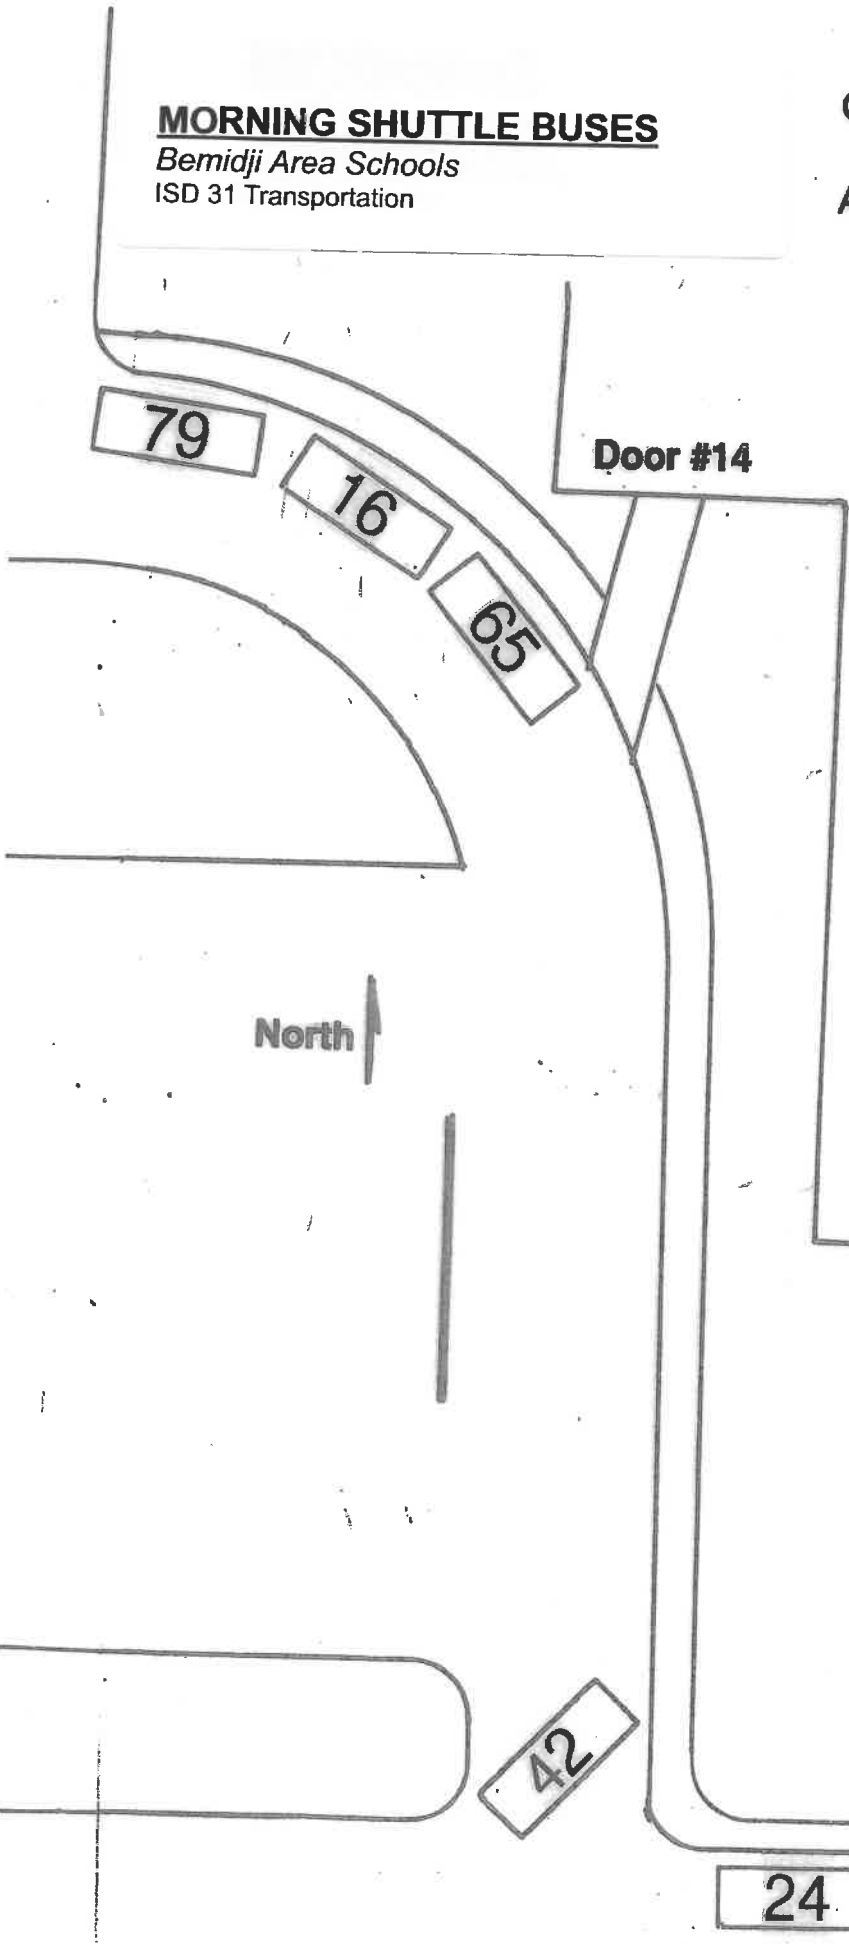 MORNING SHUTTLE BUSES
Bemidji Area Schools
ISD 31 Transportation
79
16
Door #14
65
North
42
24